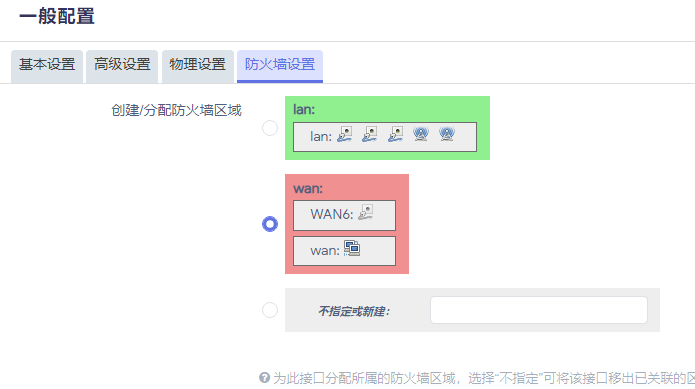 一般配置
基本设置 高级设置 物理设置 防火墙设置
创建/分配防火墙区域
lan:
lan:
wan:
WAN6:
wan:
不指定或新建：
为此接口分配所属的防火墙区域，选择"不指定"可将该接口移出已关联的区